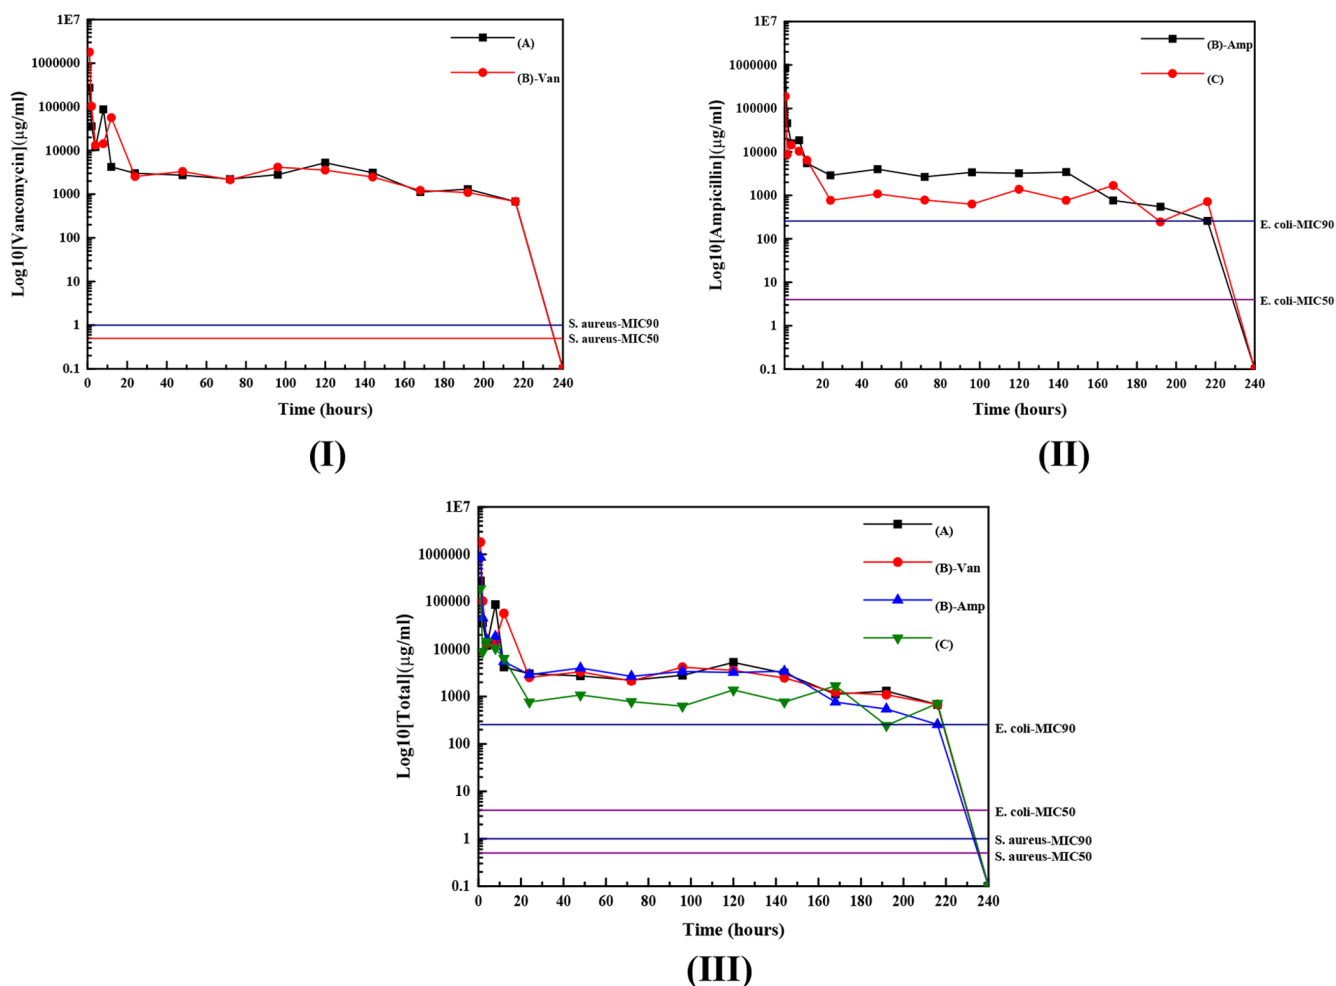 1E7
1000000
100000
10000
1000
100
10
1
0.1
Log10[Vancomycin](µg/ml)
(A)
(B)-Van
S. aureus-MIC90
S. aureus-MIC50
0 20 40 60 80 100 120 140 160 180 200 220 240
Time (hours)
(I)
1E7
1000000
100000
10000
1000
100
10
1
0.1
Log10[Ampicillin](µg/ml)
(B)-Amp
(C)
E. coli-MIC90
E. coli-MIC50
20 40 60 80 100 120 140 160 180 200 220 240
Time (hours)
(II)
1E7
1000000
100000
10000
1000
100
10
1
0.1
Log10[Total](µg/ml)
(A)
(B)-Van
(B)-Amp
(C)
E. coli-MIC90
E. coli-MIC50
S. aureus-MIC90
S. aureus-MIC50
0 20 40 60 80 100 120 140 160 180 200 220 240
Time (hours)
(III)